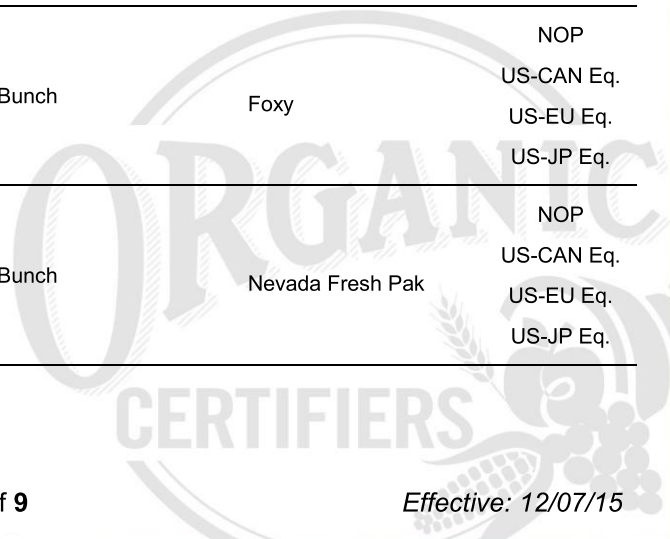 NOP
US-CAN Eq.
Bunch
Foxy
US-EU Eq.
US-JP Eq.
ORGANIC
NOP
US-CAN Eq.
Bunch
Nevada Fresh Pak
US-EU Eq.
US-JP Eq.
CERTIFIERS
f 9
Effective: 12/07/15